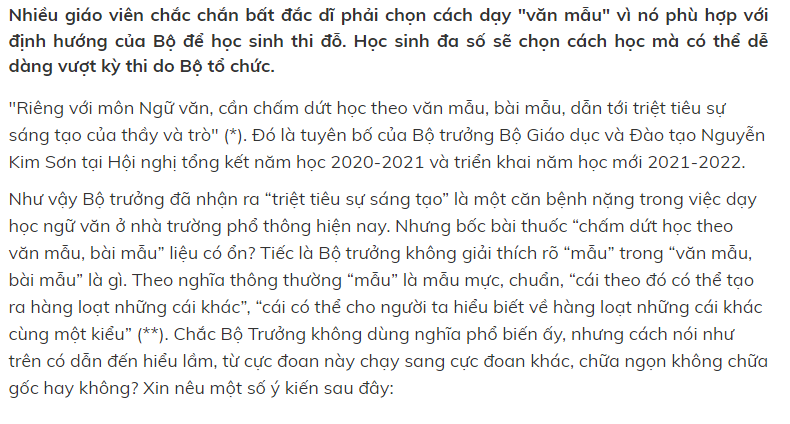 Nhiều giáo viên chắc chắn bất đắc dĩ phải chọn cách dạy "văn mẫu" vì nó phù hợp với
định hướng của Bộ để học sinh thi đỗ. Học sinh đa số sẽ chọn cách học mà có thể dễ
dàng vượt kỳ thi do Bộ tổ chức.
"Riêng với môn Ngữ văn, cần chấm dứt học theo văn mẫu, bài mẫu, dẫn tới triệt tiêu sự
sáng tạo của thầy và trò" (*). Đó là tuyên bố của Bộ trưởng Bộ Giáo dục và Đào tạo Nguyễn
Kim Sơn tại Hội nghị tổng kết năm học 2020-2021 và triển khai năm học mới 2021-2022.
Như vậy Bộ trưởng đã nhận ra “triệt tiêu sự sáng tạo” là một căn bệnh nặng trong việc dạy
học ngữ văn ở nhà trường phổ thông hiện nay. Nhưng bốc bài thuốc “chấm dứt học theo
văn mẫu, bài mẫu” liệu có ổn? Tiếc là Bộ trưởng không giải thích rõ “mẫu” trong “văn mẫu,
bài mẫu” là gì. Theo nghĩa thông thường “mẫu” là mẫu mực, chuẩn, “cái theo đó có thể tạo
ra hàng loạt những cái khác”, “cái có thể cho người ta hiểu biết về hàng loạt những cái khác
cùng một kiểu” (**). Chắc Bộ Trưởng không dùng nghĩa phổ biến ấy, nhưng cách nói như
trên có dẫn đến hiểu lầm, từ cực đoan này chạy sang cực đoan khác, chữa ngọn không chữa
gốc hay không? Xin nêu một số ý kiến sau đây: